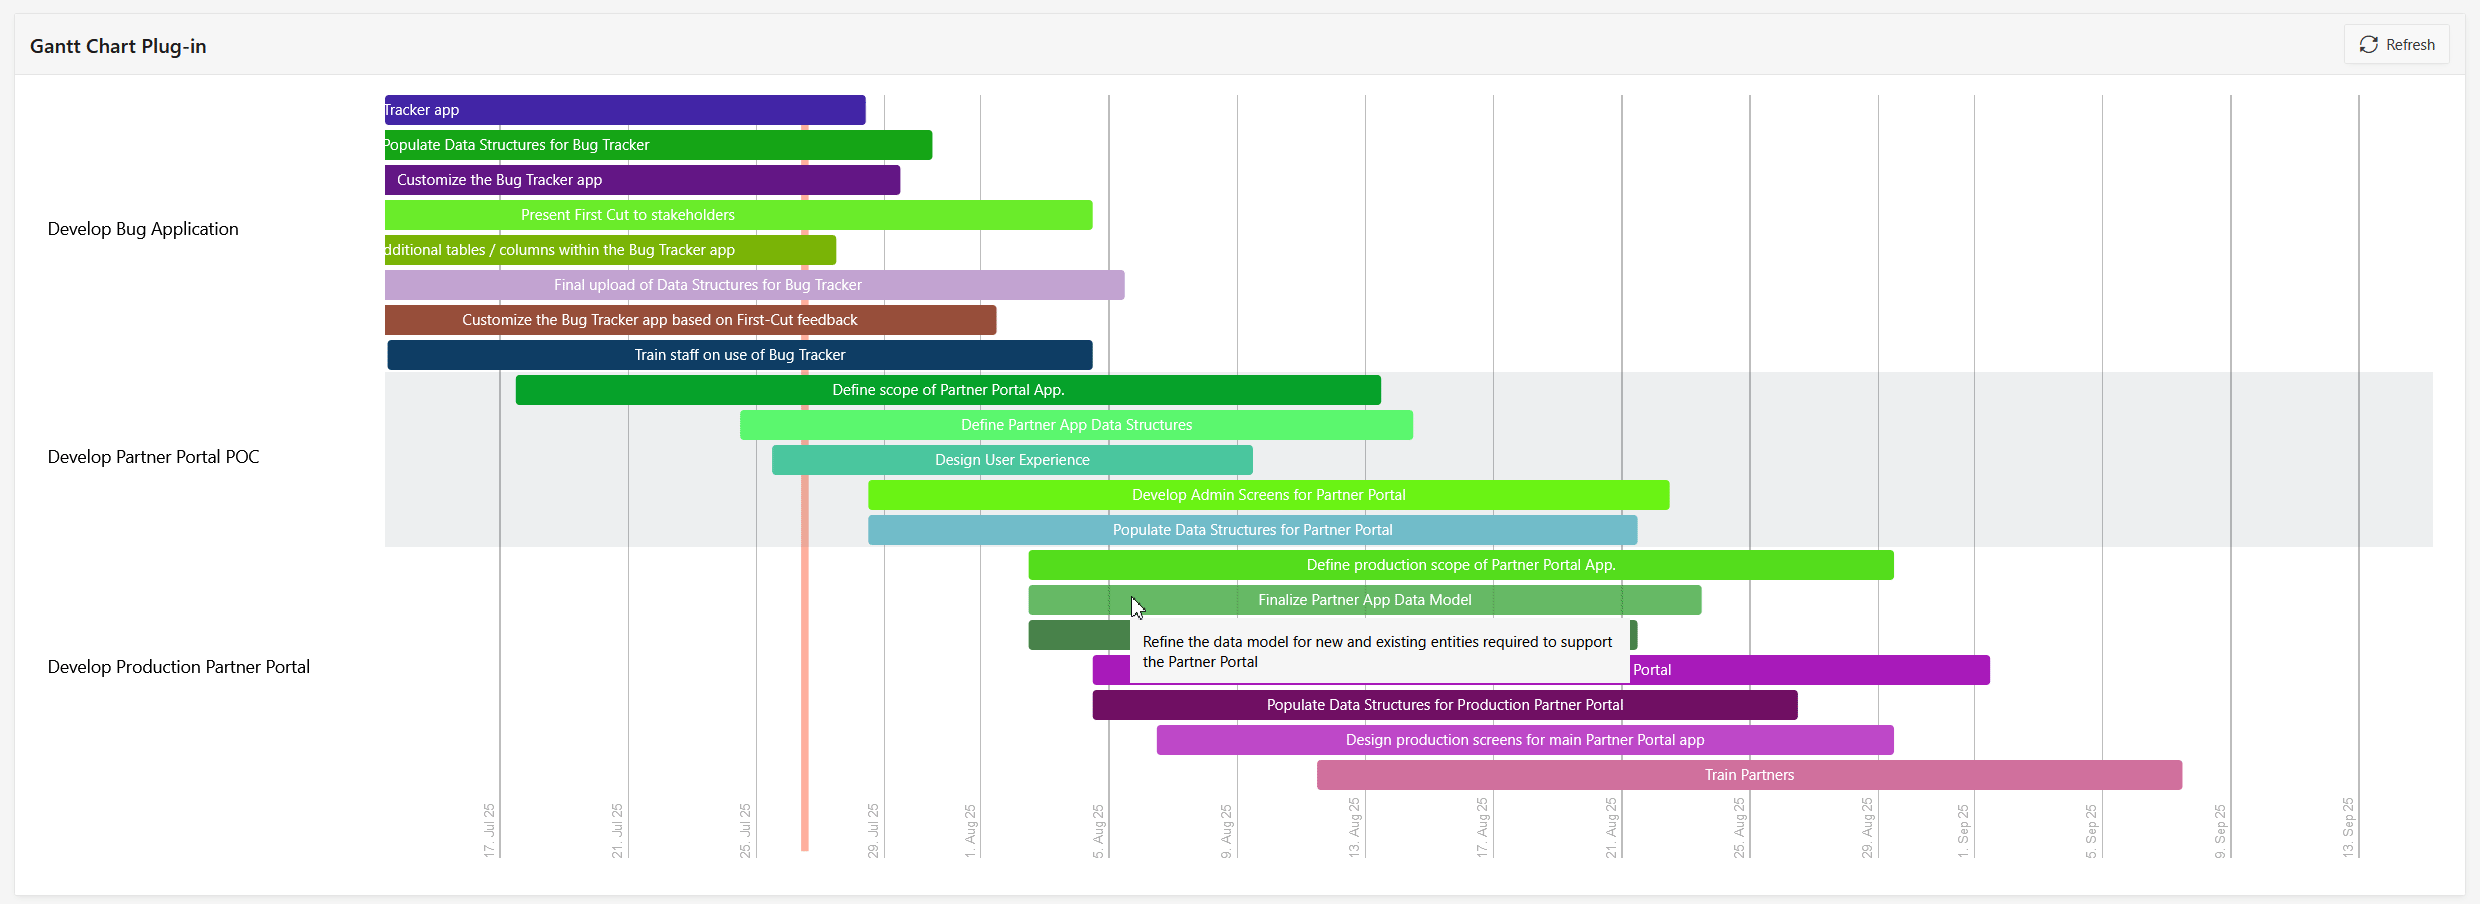 Gantt Chart Plug-in
Refresh
Tracker app
Populate Data Structures for Bug Tracker
Customize the Bug Tracker app
Present First Cut to stakeholders
Develop Bug Application
dditional tables / columns within the Bug Tracker app
Final upload of Data Structures for Bug Tracker
Customize the Bug Tracker app based on First-Cut feedback
Train staff on use of Bug Tracker
Define scope of Partner Portal App.
Define Partner App Data Structures
Develop Partner Portal POC
Design User Experience
Develop Admin Screens for Partner Portal
Populate Data Structures for Partner Portal
Define production scope of Partner Portal App.
Finalize Partner App Data Model
Refine the data model for new and existing entities required to support
the Partner Portal
Develop Production Partner Portal
Portal
Populate Data Structures for Production Partner Portal
Design production screens for main Partner Portal app
Train Partners
17. Jul 25
21. Jul 25
25. Jul 25
29. Jul 25
1. Aug 25
5. Aug 25
9. Aug 25
13. Aug 25
17. Aug 25
21. Aug 25
25. Aug 25
29. Aug 25
1. Sep 25
5. Sep 25
9. Sep 25
13. Sep 25